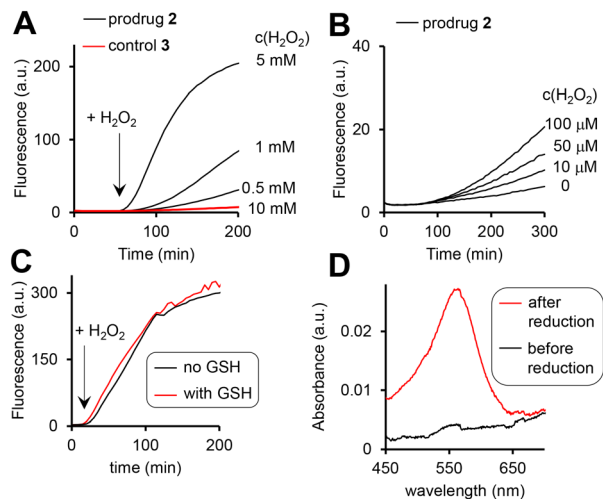 A
prodrug 2
control 3
c(H2O2)
5 mM
1 mM
0.5 mM
10 mM
+ H2O2
Fluorescence (a.u.)
200
100
0
0
100
200
Time (min)
B
prodrug 2
c(H2O2)
100 μM
50 μM
10 μM
0
Fluorescence (a.u.)
40
20
0
0
100
200
300
Time (min)
C
+ H2O2
no GSH
with GSH
Fluorescence
300
150
0
0
100
200
time (min)
D
after
reduction
before
reduction
Absorbance (a.u.)
0.02
0.01
0
450
550
650
wavelength (nm)